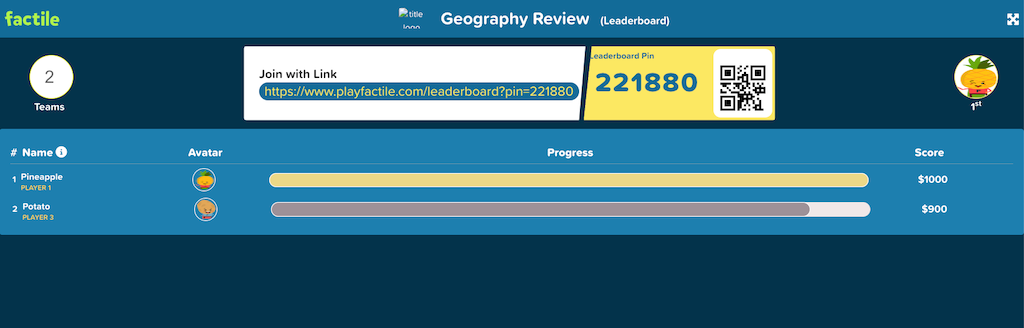 factile
title
logo
Geography Review (Leaderboard)
2
Teams
Join with Link
https://www.playfactile.com/leaderboard?pin=221880
Leaderboard Pin
221880
1st
# Name i Avatar Progress Score
1 Pineapple $1000
PLAYER 1
2 Potato $900
PLAYER 3